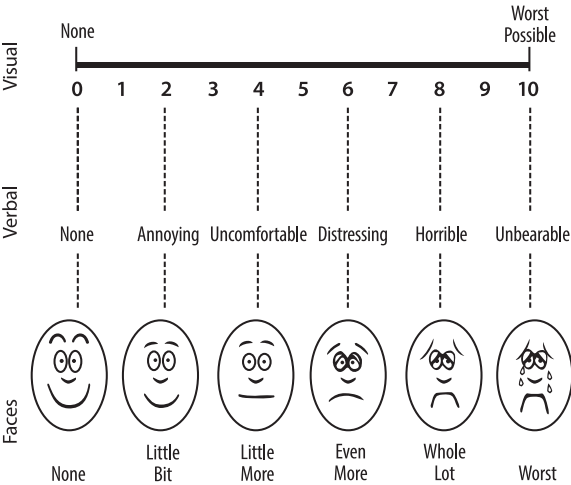 None
Worst
Possible
Visual
0 1 2 3 4 5 6 7 8 9 10
Verbal
None Annoying Uncomfortable Distressing Horrible Unbearable
Faces
None
Little
Bit
Little
More
Even
More
Whole
Lot
Worst